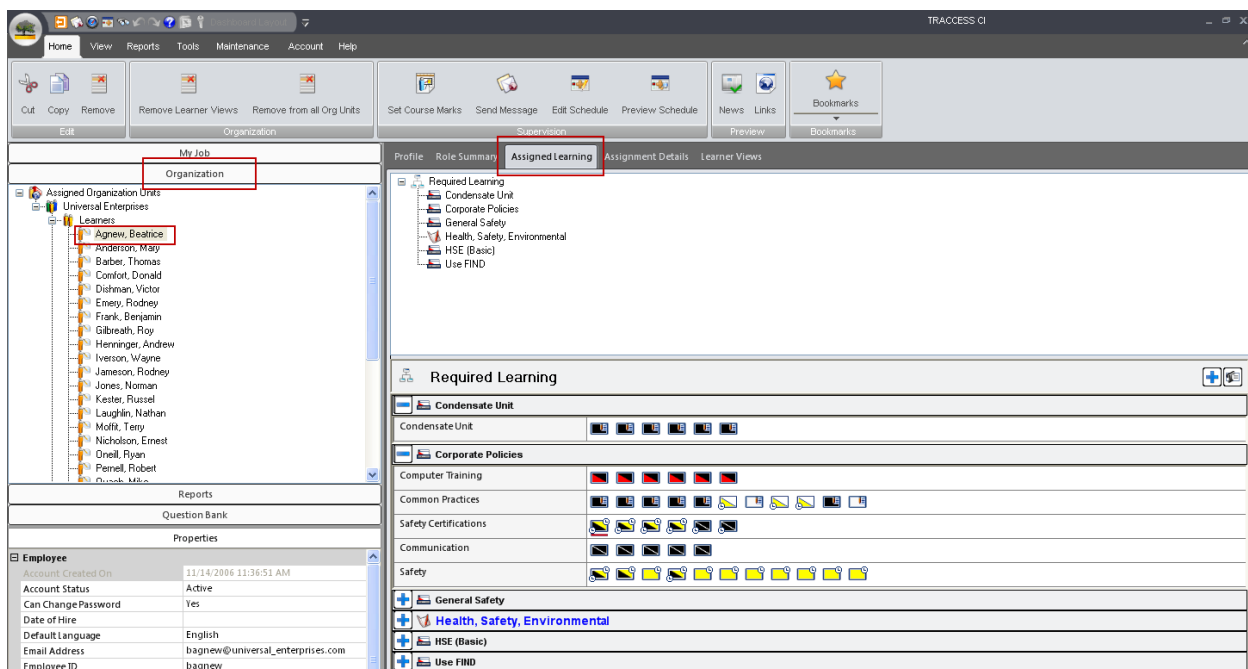 TRACCESS CI
Home View Reports Tools Maintenance Account Help
Cut Copy Remove Remove Learner Views Remove from all Org Units Set Course Marks Send Message Edit Schedule Preview Schedule News Links Bookmarks
Edit Organization Supervision Preview Bookmarks
My Job
Organization
Assigned Organization Units
Universal Enterprises
Learners
Agnew, Beatrice
Anderson, Mary
Barber, Thomas
Comfort, Donald
Dishman, Victor
Emery, Rodney
Frank, Benjamin
Gilbreath, Roy
Henninger, Andrew
Iverson, Wayne
Jameson, Rodney
Jones, Norman
Kester, Russel
Laughlin, Nathan
Moffit, Terry
Nicholson, Ernest
Oneill, Ryan
Pernell, Robert
Quach, Mike
Reports
Question Bank
Properties
Employee
Account Created On 11/14/2006 11:36:51 AM
Account Status Active
Can Change Password Yes
Date of Hire
Default Language English
Email Address bagnew@universal_enterprises.com
Employee ID bagnew
Profile Role Summary Assigned Learning Assignment Details Learner Views
Required Learning
Condensate Unit
Corporate Policies
General Safety
Health, Safety, Environmental
HSE (Basic)
Use FIND
Required Learning
Condensate Unit
Condensate Unit
Corporate Policies
Computer Training
Common Practices
Safety Certifications
Communication
Safety
General Safety
Health, Safety, Environmental
HSE (Basic)
Use FIND